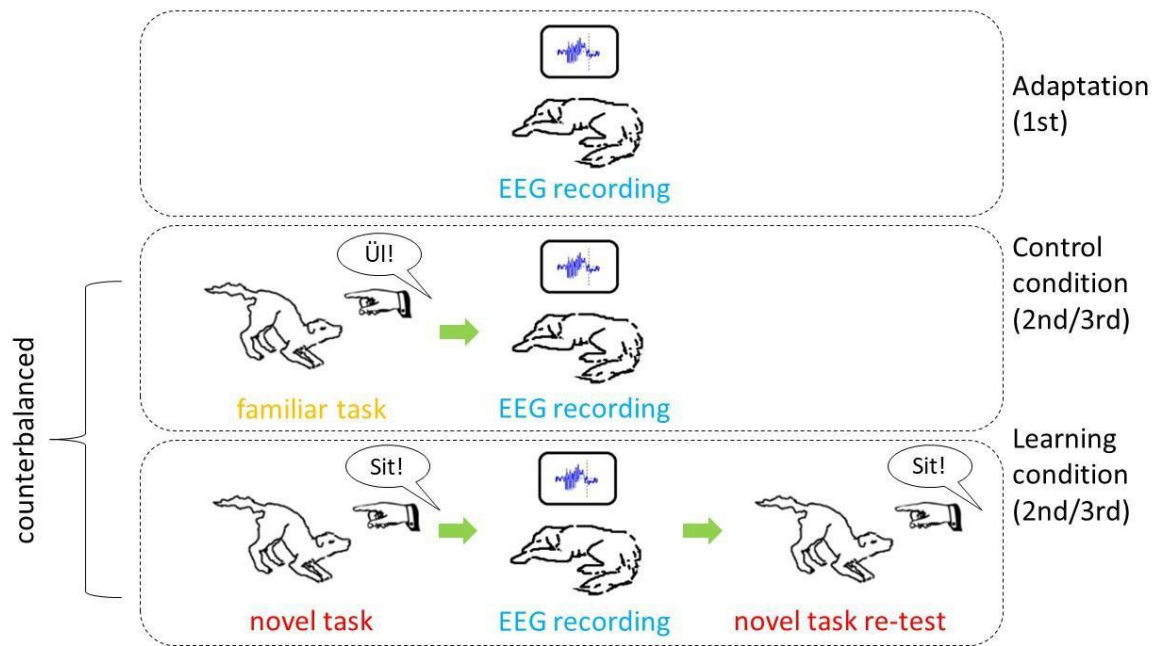 EEG recording
Adaptation
(1st)
Ül!
familiar task
EEG recording
Control
condition
(2nd/3rd)
counterbalanced
Sit!
Sit!
novel task
EEG recording
novel task re-test
Learning
condition
(2nd/3rd)